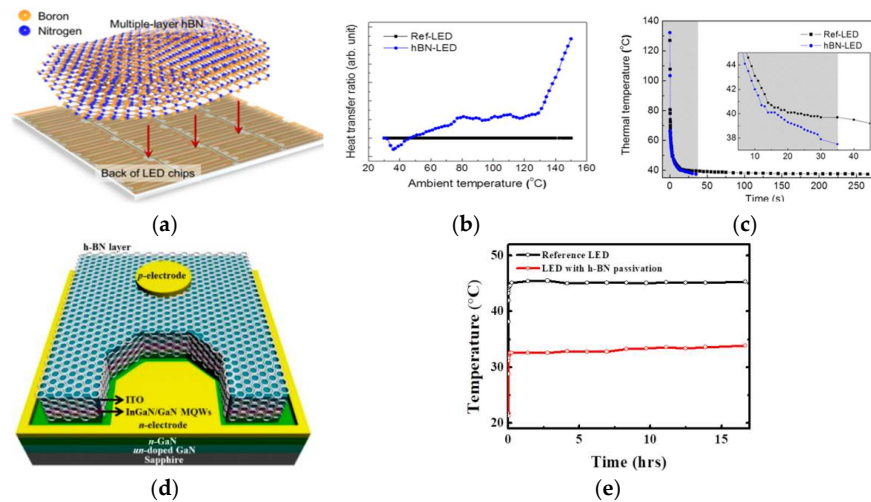 Boron
Nitrogen
Multiple-layer hBN
Back of LED chips
(a)
Heat transfer ratio (arb. unit)
Ref-LED
hBN-LED
20 40 60 80 100 120 140 160
Ambient temperature (°C)
(b)
Thermal temperature (°C)
140
120
100
80
60
40
Ref-LED
hBN-LED
44
42
40
38
10 20 30 40
0 50 100 150 200 250
Time (s)
(c)
h-BN layer
p-electrode
ITO
InGaN/GaN MQWs
n-electrode
n-GaN
un-doped GaN
Sapphire
(d)
Temperature (°C)
50
40
30
20
Reference LED
LED with h-BN passivation
0 5 10 15
Time (hrs)
(e)